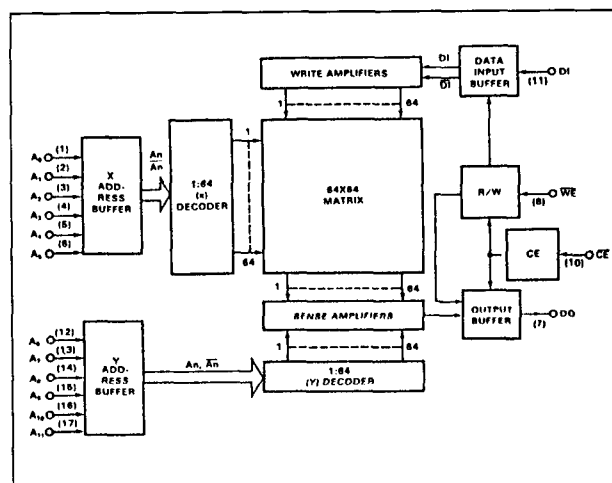 DI
DI
DATA
INPUT
BUFFER
DI
(11)
WRITE AMPLIFIERS
1
64
A0 (1)
A1 (2)
A2 (3)
A3 (4)
A4 (5)
A5 (6)
X
ADD-
RESS
BUFFER
An
An
1:64
(x)
DECODER
1
64
64X64
MATRIX
R/W
WE
(8)
CE
CE
(10)
1
64
SENSE AMPLIFIERS
OUTPUT
BUFFER
DO
(7)
1
64
A6 (12)
A7 (13)
A8 (14)
A9 (15)
A10 (16)
A11 (17)
Y
ADDRESS
BUFFER
An, An
1:64
(Y) DECODER